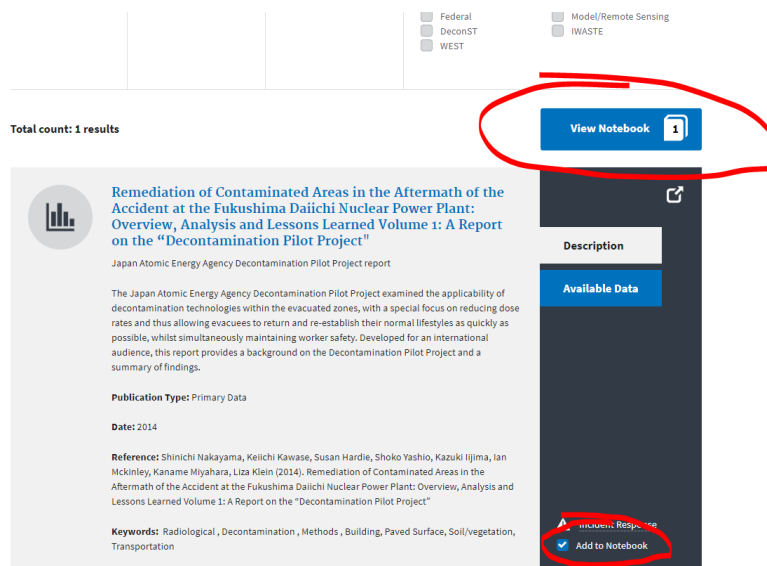 Federal
DeconST
WEST
Model/Remote Sensing
IWASTE
Total count: 1 results
View Notebook 1
Remediation of Contaminated Areas in the Aftermath of the
Accident at the Fukushima Daiichi Nuclear Power Plant:
Overview, Analysis and Lessons Learned Volume 1: A Report
on the “Decontamination Pilot Project"
Japan Atomic Energy Agency Decontamination Pilot Project report
The Japan Atomic Energy Agency Decontamination Pilot Project examined the applicability of
decontamination technologies within the evacuated zones, with a special focus on reducing dose
rates and thus allowing evacuees to return and re-establish their normal lifestyles as quickly as
possible, whilst simultaneously maintaining worker safety. Developed for an international
audience, this report provides a background on the Decontamination Pilot Project and a
summary of findings.
Publication Type: Primary Data
Date: 2014
Reference: Shinichi Nakayama, Keiichi Kawase, Susan Hardie, Shoko Yashio, Kazuki Iijima, Ian
Mckinley, Kaname Miyahara, Liza Klein (2014). Remediation of Contaminated Areas in the
Aftermath of the Accident at the Fukushima Daiichi Nuclear Power Plant: Overview, Analysis and
Lessons Learned Volume 1: A Report on the “Decontamination Pilot Project”
Keywords: Radiological , Decontamination , Methods , Building, Paved Surface, Soil/vegetation,
Transportation
Description
Available Data
Incident Response
Add to Notebook